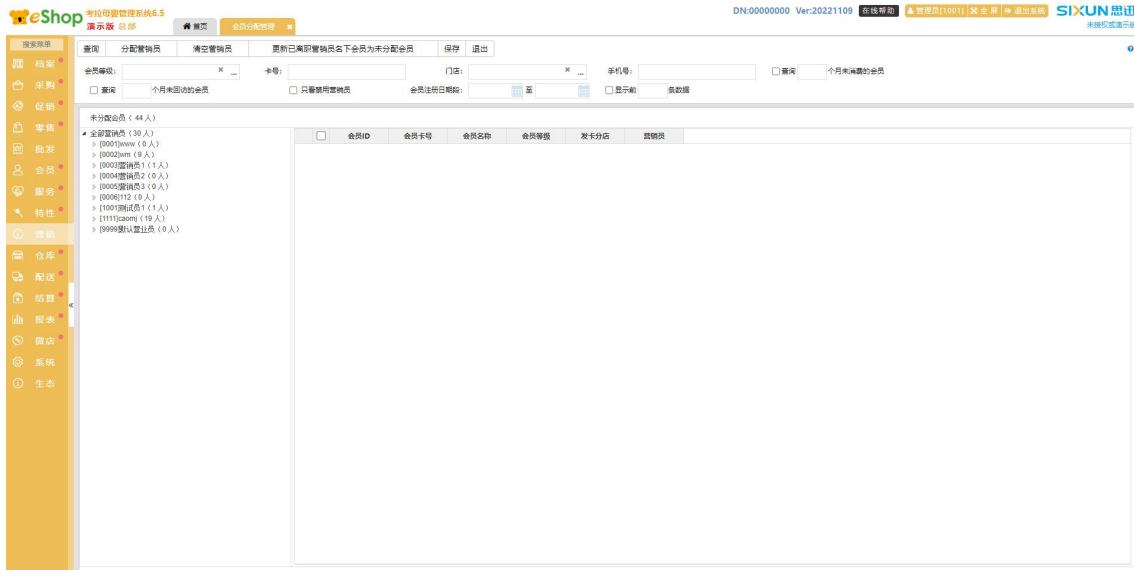 eShop 考拉母婴管理系统6.5
演示版 总部
首页 会员分配管理 ×
DN:00000000 Ver:20221109 在线帮助 管理员[1001] 全 屏 退出系统 SIXUN思迅
未授权或演示版
搜索菜单
档案
采购
促销
零售
批发
会员
服务
特性
营销
仓库
配送
结算
报表
微店
系统
生态
查询 分配营销员 清空营销员 更新已离职营销员名下会员为未分配会员 保存 退出
会员等级: × ... 卡号: 门店: × ... 手机号: 查询 个月未消费的会员
查询 个月未回访的会员 只看禁用营销员 会员注册日期段: 至 显示前 条数据
未分配会员（ 44人）
全部营销员（30人）
[0001]www（0人）
[0002]wm（9人）
[0003]营销员1（1人）
[0004]营销员2（0人）
[0005]营销员3（0人）
[0006]112（0人）
[1001]测试员1（1人）
[1111]caomj（19人）
[9999]默认营业员（0人）
会员ID 会员卡号 会员名称 会员等级 发卡分店 营销员